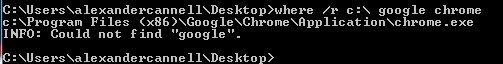 C:\Users\alexandercannell\Desktop>where /r c:\ google chrome
c:\Program Files (x86)\Google\Chrome\Application\chrome.exe
INFO: Could not find "google".
C:\Users\alexandercannell\Desktop>